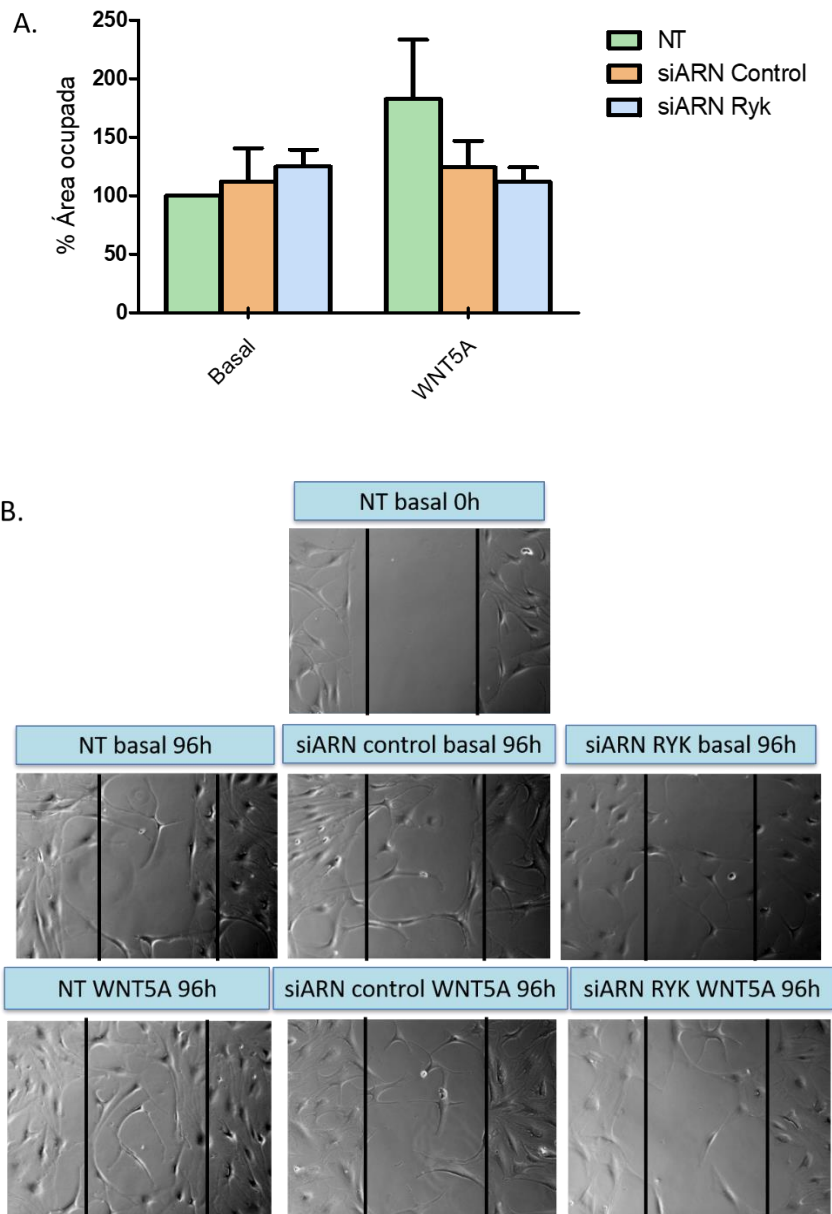 A.
250
200
150
100
50
0
% Área ocupada
Basal
WNT5A
NT
siARN Control
siARN Ryk
B.
NT basal 0h
NT basal 96h
siARN control basal 96h
siARN RYK basal 96h
NT WNT5A 96h
siARN control WNT5A 96h
siARN RYK WNT5A 96h